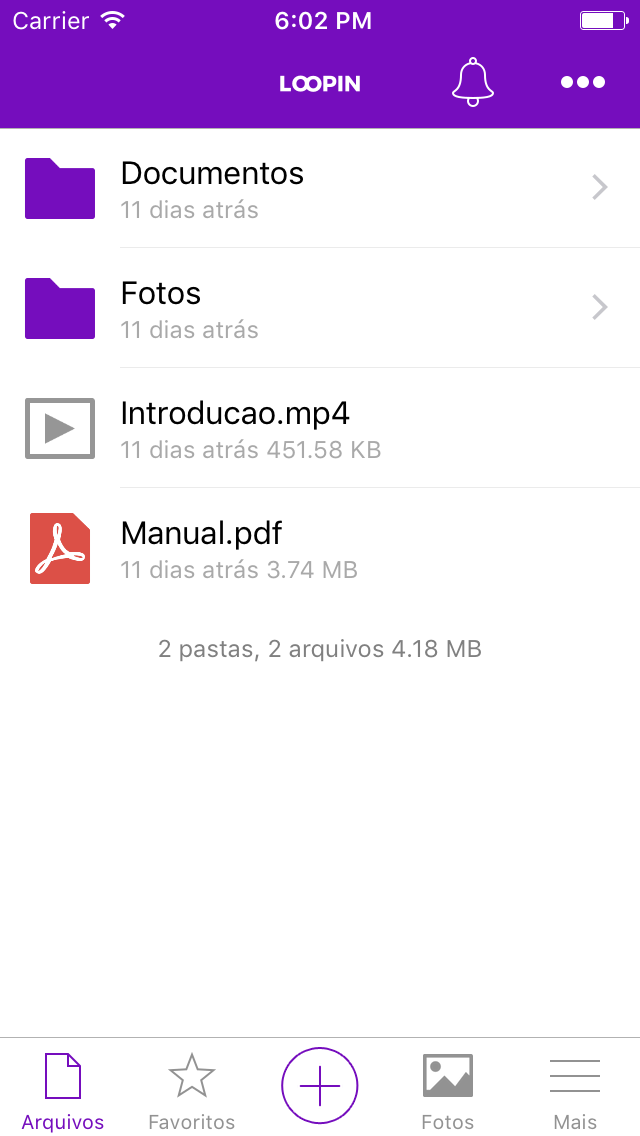 Carrier 6:02 PM
LOOPIN
Documentos
11 dias atrás
Fotos
11 dias atrás
Introducao.mp4
11 dias atrás 451.58 KB
Manual.pdf
11 dias atrás 3.74 MB
2 pastas, 2 arquivos 4.18 MB
Arquivos Favoritos Fotos Mais